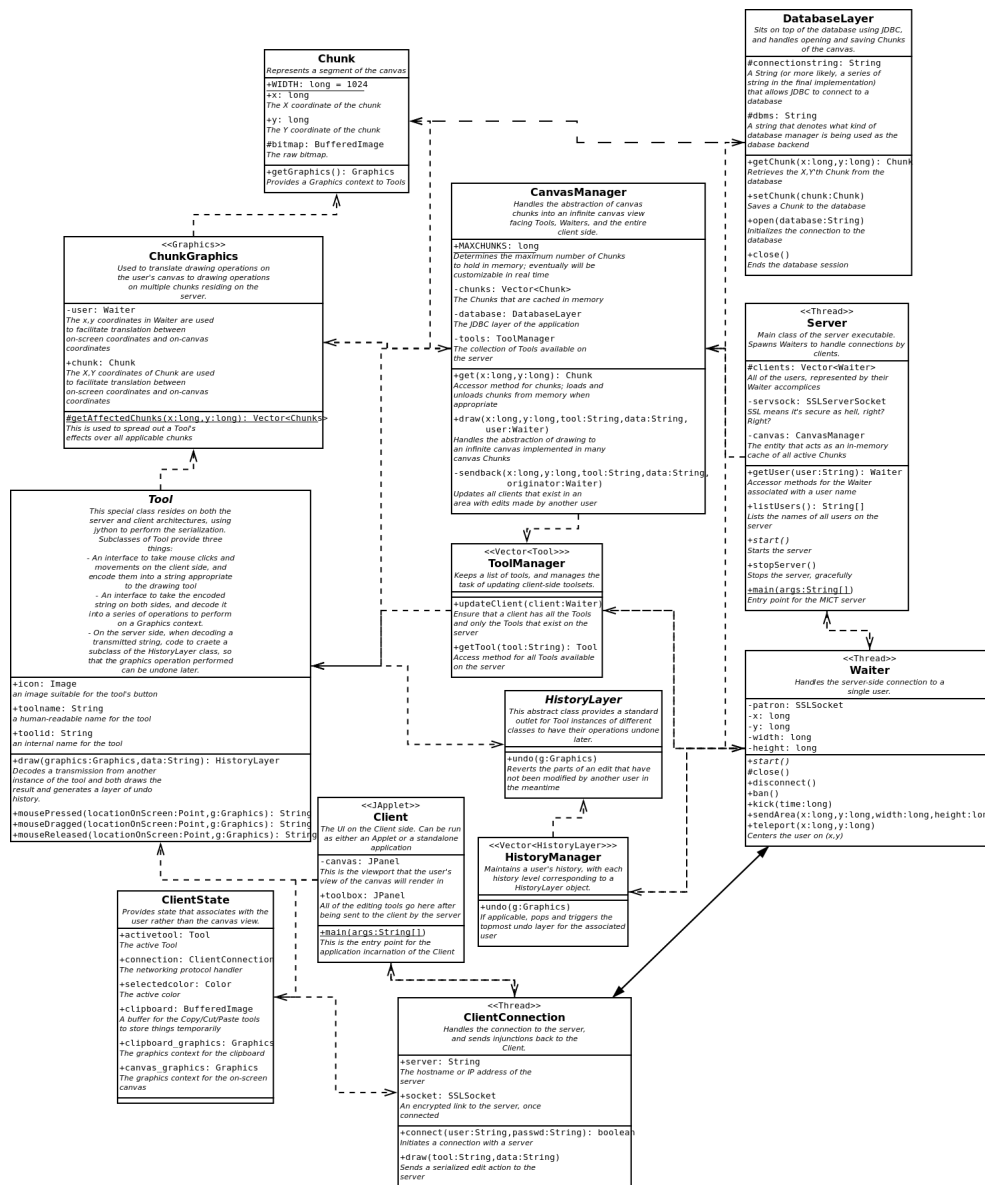 DatabaseLayer
Sits on top of the database using JDBC,
and handles opening and saving Chunks
of the canvas.
#connectionstring: String
A String (or more likely, a series of
string in the final implementation)
that allows JDBC to connect to a
database
#dbms: String
A string that denotes what kind of
database manager is being used as the
dabase backend
+getChunk(x:long,y:long): Chunk
Retrieves the X,Y'th Chunk from the
database
+setChunk(chunk:Chunk)
Saves a Chunk to the database
+open(database:String)
Initializes the connection to the
database
+close()
Ends the database session
Chunk
Represents a segment of the canvas
+WIDTH: long = 1024
+x: long
The X coordinate of the chunk
+y: long
The Y coordinate of the chunk
#bitmap: BufferedImage
The raw bitmap.
+getGraphics(): Graphics
Provides a Graphics context to Tools
CanvasManager
Handles the abstraction of canvas
chunks into an infinite canvas view
facing Tools, Waiters, and the entire
client side.
+MAXCHUNKS: long
Determines the maximum number of Chunks
to hold in memory; eventually will be
customizable in real time
-chunks: Vector<Chunk>
The Chunks that are cached in memory
-database: DatabaseLayer
The JDBC layer of the application
-tools: ToolManager
The collection of Tools available on
the server
+get(x:long,y:long): Chunk
Accessor method for chunks; loads and
unloads chunks from memory when
appropriate
+draw(x:long,y:long,tool:String,data:String,
user:Waiter)
Handles the abstraction of drawing to
an infinite canvas implemented in many
canvas Chunks
-sendback(x:long,y:long,tool:String,data:String,
originator:Waiter)
Updates all clients that exist in an
area with edits made by another user
<<Graphics>>
ChunkGraphics
Used to translate drawing operations on
the user's canvas to drawing operations
on multiple chunks residing on the
server.
-user: Waiter
The x,y coordinates in Waiter are used
to facilitate translation between
on-screen coordinates and on-canvas
coordinates
+chunk: Chunk
The X,Y coordinates of Chunk are used
to facilitate translation between
on-screen coordinates and on-canvas
coordinates
#getAffectedChunks(x:long,y:long): Vector<Chunks>
This is used to spread out a Tool's
effects over all applicable chunks
<<Thread>>
Server
Main class of the server executable.
Spawns Waiters to handle connections by
clients.
#clients: Vector<Waiter>
All of the users, represented by their
Waiter accomplices
-servsock: SSLServerSocket
SSL means it's secure as hell, right?
Right?
-canvas: CanvasManager
The entity that acts as an in-memory
cache of all active Chunks
+getUser(user:String): Waiter
Accessor methods for the Waiter
associated with a user name
+listUsers(): String[]
Lists the names of all users on the
server
+start()
Starts the server
+stopServer()
Stops the server, gracefully
+main(args:String[])
Entry point for the MICT server
Tool
This special class resides on both the
server and client architectures, using
jython to perform the serialization.
Subclasses of Tool provide three
things:
- An interface to take mouse clicks and
movements on the client side, and
encode them into a string appropriate
to the drawing tool
- An interface to take the encoded
string on both sides, and decode it
into a series of operations to perform
on a Graphics context.
- On the server side, when decoding a
transmitted string, code to craete a
subclass of the HistoryLayer class, so
that the graphics operation performed
can be undone later.
+icon: Image
an image suitable for the tool's button
+toolname: String
a human-readable name for the tool
+toolid: String
an internal name for the tool
+draw(graphics:Graphics,data:String): HistoryLayer
Decodes a transmission from another
instance of the tool and both draws the
result and generates a layer of undo
history.
+mousePressed(locationOnScreen:Point,g:Graphics): String
+mouseDragged(locationOnScreen:Point,g:Graphics): String
+mouseReleased(locationOnScreen:Point,g:Graphics): String
<<Vector<Tool>>>
ToolManager
Keeps a list of tools, and manages the
task of updating client-side toolsets.
+updateClient(client:Waiter)
Ensure that a client has all the Tools
and only the Tools that exist on the
server
+getTool(tool:String): Tool
Access method for all Tools available
on the server
<<Thread>>
Waiter
Handles the server-side connection to a
single user.
-patron: SSLSocket
-x: long
-y: long
-width: long
-height: long
+start()
#close()
+disconnect()
+ban()
+kick(time:long)
+sendArea(x:long,y:long,width:long,height:lon
+teleport(x:long,y:long)
Centers the user on (x,y)
HistoryLayer
This abstract class provides a standard
outlet for Tool instances of different
classes to have their operations undone
later.
+undo(g:Graphics)
Reverts the parts of an edit that have
not been modified by another user in
the meantime
<<JApplet>>
Client
The UI on the Client side. Can be run
as either an Applet or a standalone
application
-canvas: JPanel
This is the viewport that the user's
view of the canvas will render in
+toolbox: JPanel
All of the editing tools go here after
being sent to the client by the server
+main(args:String[])
This is the entry point for the
application incarnation of the Client
<<Vector<HistoryLayer>>>
HistoryManager
Maintains a user's history, with each
history level corresponding to a
HistoryLayer object.
+undo(g:Graphics)
If applicable, pops and triggers the
topmost undo layer for the associated
user
ClientState
Provides state that associates with the
user rather than the canvas view.
+activetool: Tool
The active Tool
+connection: ClientConnection
The networking protocol handler
+selectedcolor: Color
The active color
+clipboard: BufferedImage
A buffer for the Copy/Cut/Paste tools
to store things temporarily
+clipboard_graphics: Graphics
The graphics context for the clipboard
+canvas_graphics: Graphics
The graphics context for the on-screen
canvas
<<Thread>>
ClientConnection
Handles the connection to the server,
and sends injunctions back to the
Client.
+server: String
The hostname or IP address of the
server
+socket: SSLSocket
An encrypted link to the server, once
connected
+connect(user:String,passwd:String): boolean
Initiates a connection with a server
+draw(tool:String,data:String)
Sends a serialized edit action to the
server